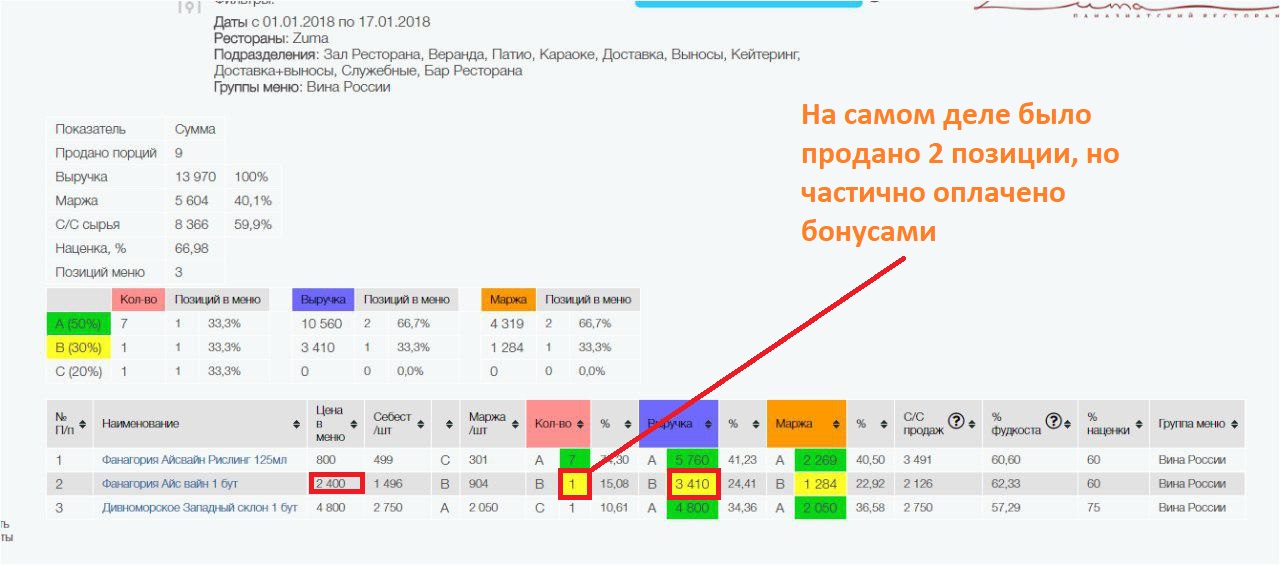 Фильтры:
Даты с 01.01.2018 по 17.01.2018
Рестораны: Zuma
Подразделения: Зал Ресторана, Веранда, Патио, Караоке, Доставка, Выносы, Кейтеринг,
Доставка+выносы, Служебные, Бар Ресторана
Группы меню: Вина России
ПАНАЗИАТСКИЙ РЕСТОРАН
На самом деле было
продано 2 позиции, но
частично оплачено
бонусами
Показатель Сумма
Продано порций 9
Выручка 13 970 100%
Маржа 5 604 40,1%
С/С сырья 8 366 59,9%
Наценка, % 66,98
Позиций меню 3
Кол-во Позиций в меню Выручка Позиций в меню Маржа Позиций в меню
A (50%) 7 1 33,3% 10 560 2 66,7% 4 319 2 66,7%
B (30%) 1 1 33,3% 3 410 1 33,3% 1 284 1 33,3%
C (20%) 1 1 33,3% 0 0 0,0% 0 0 0,0%
№ П/п Наименование Цена в меню Себест /шт Маржа /шт Кол-во % Выручка % Маржа % С/С продаж ? % фудкоста ? % наценки Группа меню
1 Фанагория Айсвайн Рислинг 125мл 800 499 C 301 A 7 74,30 A 5 760 41,23 A 2 269 40,50 3 491 60,60 60 Вина России
2 Фанагория Айс вайн 1 бут 2 400 1 496 B 904 B 1 15,08 B 3 410 24,41 B 1 284 22,92 2 126 62,33 60 Вина России
3 Дивноморское Западный склон 1 бут 4 800 2 750 A 2 050 C 1 10,61 A 4 800 34,36 A 2 050 36,58 2 750 57,29 75 Вина России